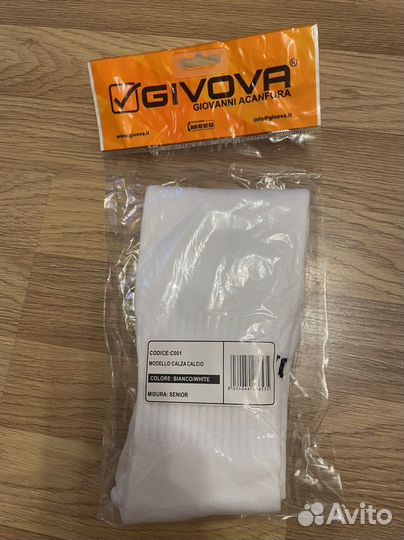 GIVOVA®
GIOVANNI ACANFORA
www.givova.it
info@givova.it
CODICE:C001
MODELLO:CALZA CALCIO
COLORE: BIANCO/WHITE
MISURA: SENIOR
Avito